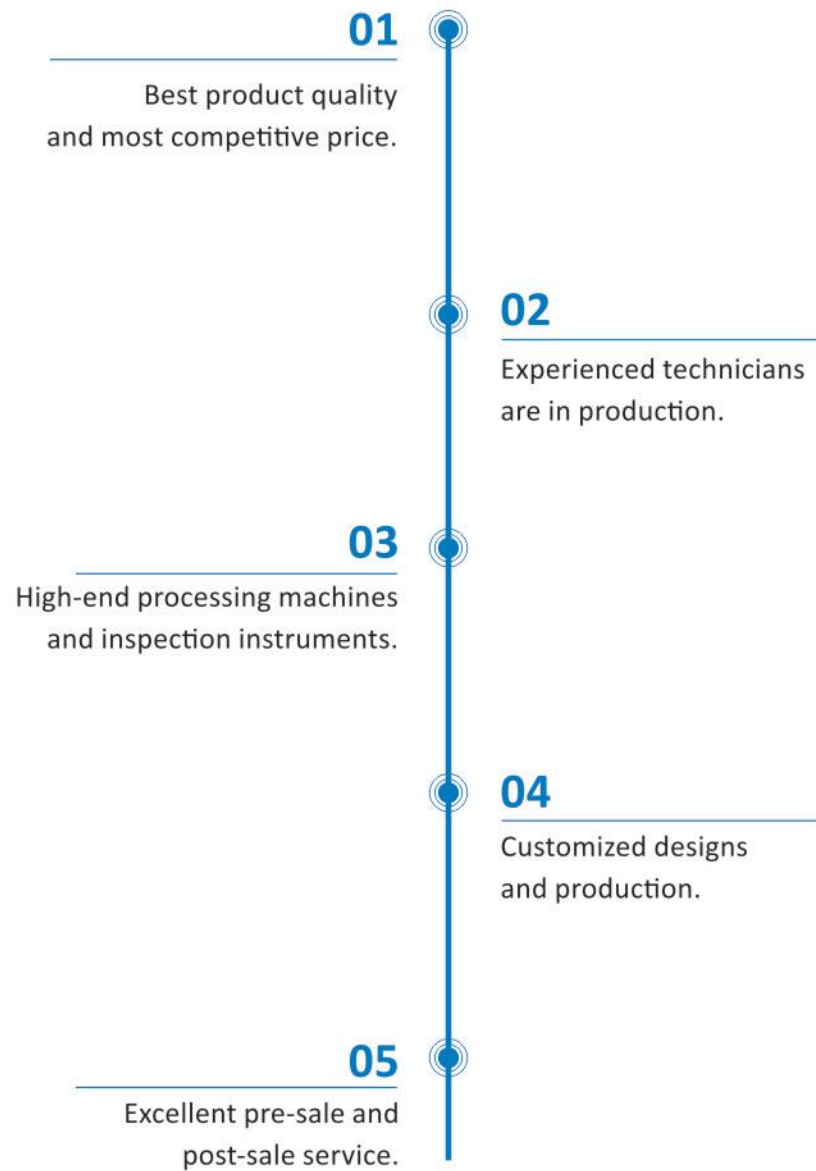 01
Best product quality
and most competitive price.
02
Experienced technicians
are in production.
03
High-end processing machines
and inspection instruments.
04
Customized designs
and production.
05
Excellent pre-sale and
post-sale service.